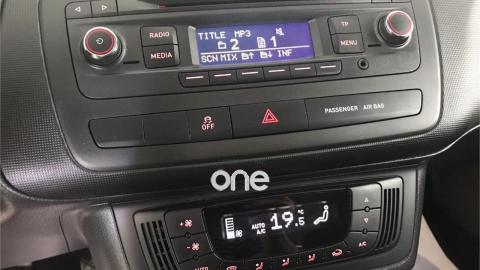 RADIO
MEDIA
TITLE MP3
2 1
SCN MIX INF
TP
MENU
OFF
PASSENGER AIR BAG
one
AUTO
A/C
19.5 °C
AUTO
A/C